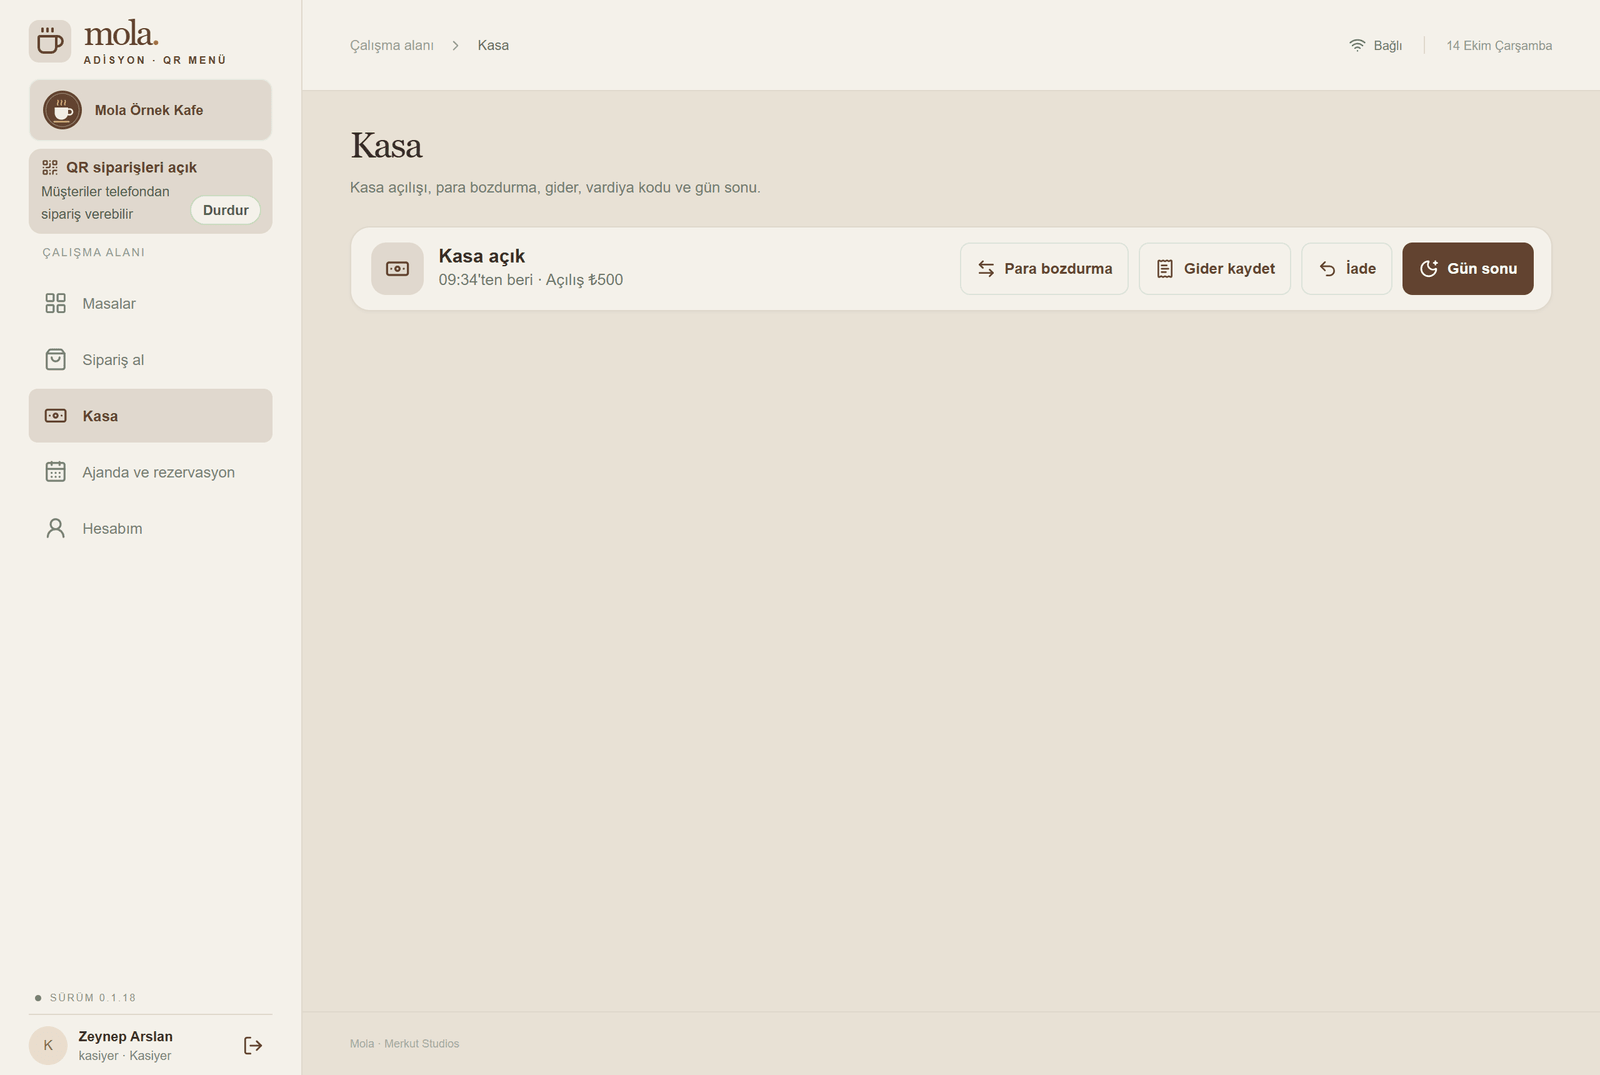 mola.
ADİSYON · QR MENÜ
Mola Örnek Kafe
QR siparişleri açık
Müşteriler telefondan
sipariş verebilir
Durdur
ÇALIŞMA ALANI
Masalar
Sipariş al
Kasa
Ajanda ve rezervasyon
Hesabım
SÜRÜM 0.1.18
K
Zeynep Arslan
kasiyer · Kasiyer
Çalışma alanı > Kasa
Bağlı
14 Ekim Çarşamba
Kasa
Kasa açılışı, para bozdurma, gider, vardiya kodu ve gün sonu.
Kasa açık
09:34'ten beri · Açılış ₺500
Para bozdurma
Gider kaydet
İade
Gün sonu
Mola · Merkut Studios